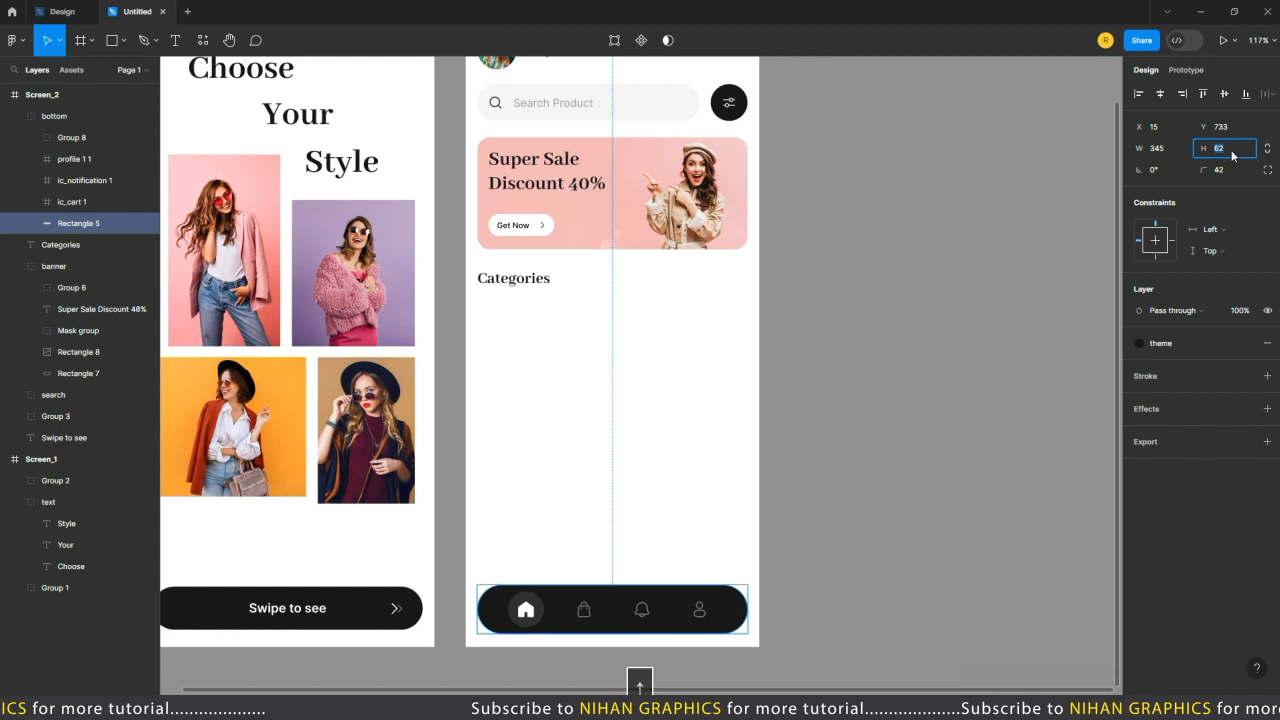 Design
Untitled
R
Share
117%
Layers
Assets
Page 1
Screen_2
bottom
Group 8
profile 1 1
ic_notification 1
ic_cart 1
Rectangle 5
Categories
banner
Group 6
Super Sale Discount 40%
Mask group
Rectangle 8
Rectangle 7
search
Group 3
Swipe to see
Screen_1
Group 2
text
Style
Your
Choose
Group 1
Choose
Your
Style
Swipe to see
Search Product
Super Sale
Discount 40%
Get Now
Categories
Design
Prototype
X 15
Y 733
W 345
H 62
0°
42
Constraints
Left
Top
Layer
Pass through
100%
theme
Stroke
Effects
Export
?
ICS for more tutorial...................
Subscribe to NIHAN GRAPHICS for more tutorial...................Subscribe to NIHAN GRAPHICS for mor